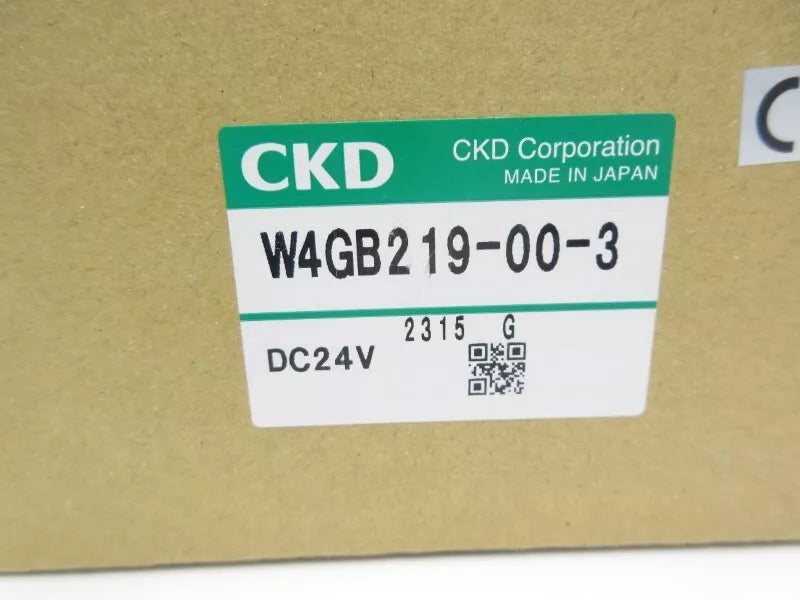 CKD
CKD Corporation
MADE IN JAPAN
W4GB219-00-3
2315 G
DC24V